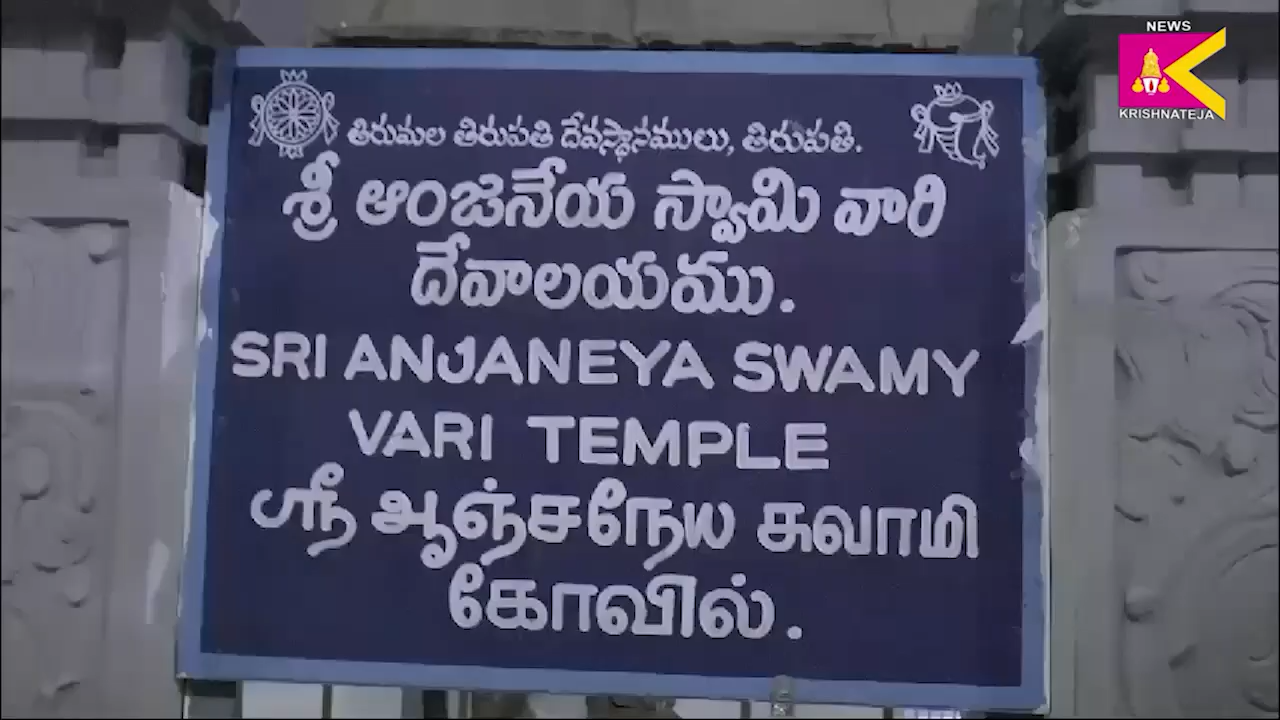 NEWS
KRISHNATEJA
తిరుమల తిరుపతి దేవస్థానములు, తిరుపతి.
శ్రీ ఆంజనేయ స్వామి వారి
దేవాలయము.
SRI ANJANEYA SWAMY
VARI TEMPLE
ஸ்ரீ ஆஞ்சநேய சுவாமி
கோவில்.